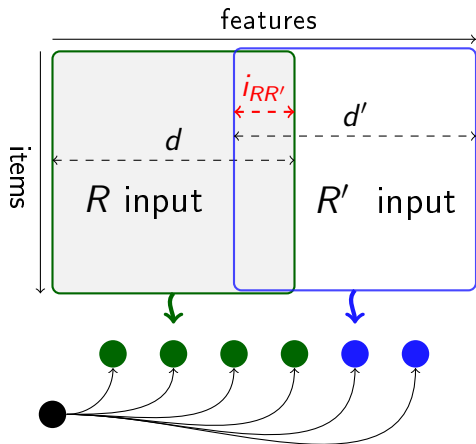 features
i_{RR′}
d′
d
items
R input
R′ input